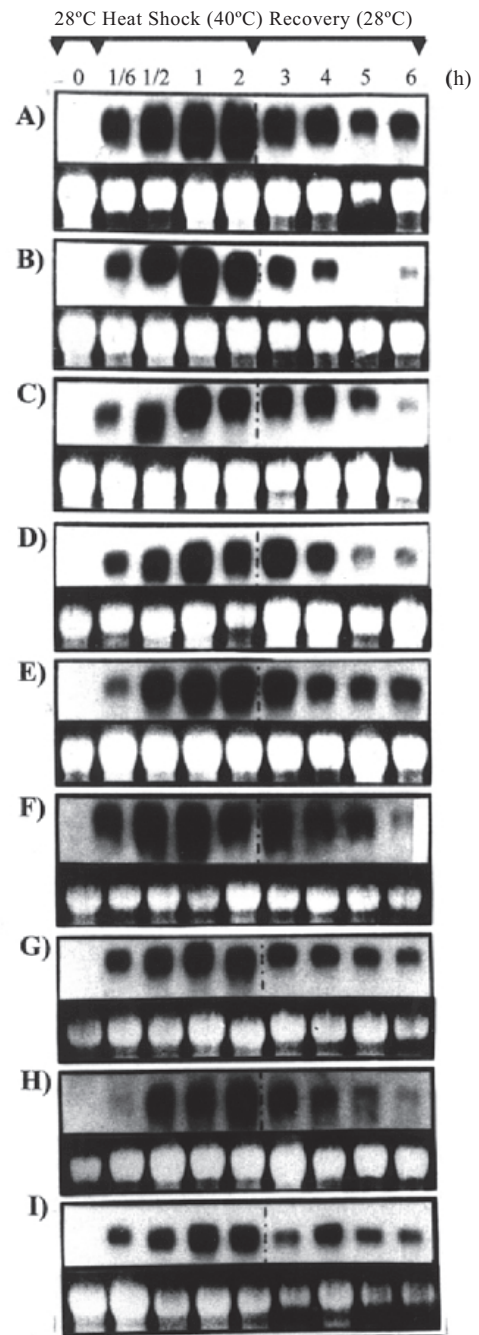 28ºC Heat Shock (40ºC) Recovery (28ºC)
0 1/6 1/2 1 2 3 4 5 6 (h)
A)
B)
C)
D)
E)
F)
G)
H)
I)